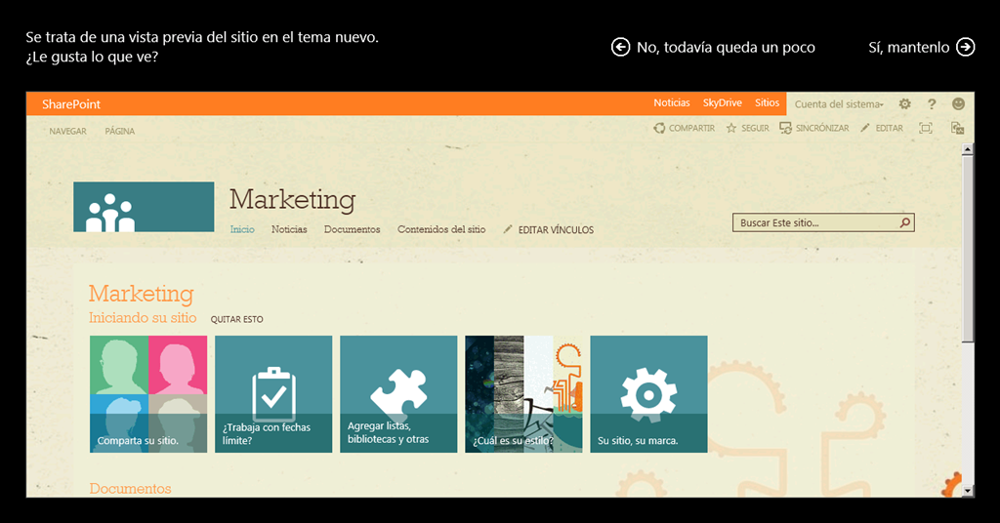 Se trata de una vista previa del sitio en el tema nuevo.
¿Le gusta lo que ve?
No, todavía queda un poco
Sí, mantenlo
SharePoint
Noticias SkyDrive Sitios Cuenta del sistema
?
NAVEGAR PÁGINA
COMPARTIR SEGUIR SINCRÓNIZAR EDITAR
Marketing
Inicio Noticias Documentos Contenidos del sitio EDITAR VÍNCULOS
Buscar Este sitio...
Marketing
Iniciando su sitio QUITAR ESTO
Comparta su sitio.
¿Trabaja con fechas
límite?
Agregar listas,
bibliotecas y otras
¿Cuál es su estilo?
Su sitio, su marca.
Documentos